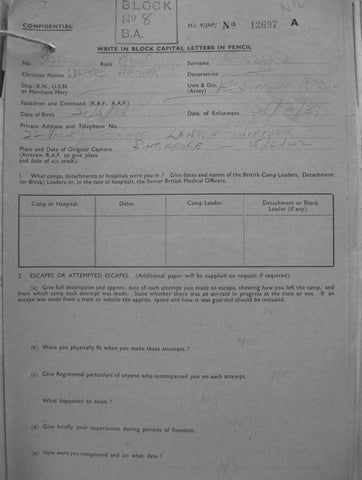 BLOCK
Nº 8
B.A.
CONFIDENTIAL
M.I. 9/JAP/ No 12697 A
WRITE IN BLOCK CAPITAL LETTERS IN PENCIL
No. Rank Surname
Christian Names Decorations
Ship (R.N., U.S.N. or Merchant Navy Unit & Div. (Army)
Squadron and Command (R.A.F., A.A.F.)
Date of Birth Date of Enlistment
Private Address and Telephone No.
Place and Date of Original Capture SINGAPORE
(Aircrew R.A.F. to give place
and date of a/c crash).
1. What camps, detachments or hospitals were you in? Give dates and names of the British Camp Leaders, Detachment
(or Block) Leaders or, in the case of hospitals, the Senior British Medical Officers.
Camp or Hospital. Dates. Camp Leader. Detachment or Block Leader (if any).
2. ESCAPES OR ATTEMPTED ESCAPES. (Additional paper will be supplied on request if required).
(a) Give full description and approx. date of each attempt you made to escape, showing how you left the camp, and
from which camp each attempt was made. State whether there was an air-raid in progress at the time or not. If an
escape was made from a train or vehicle the approx. speed and how it was guarded should be included.
NO
(b) Were you physically fit when you made these attempts? NO
(c) Give Regimental particulars of anyone who accompanied you on each attempt. NO
What happened to them? NO
(d) Give briefly your experiences during periods of freedom. NO
(e) How were you recaptured and on what date? NO